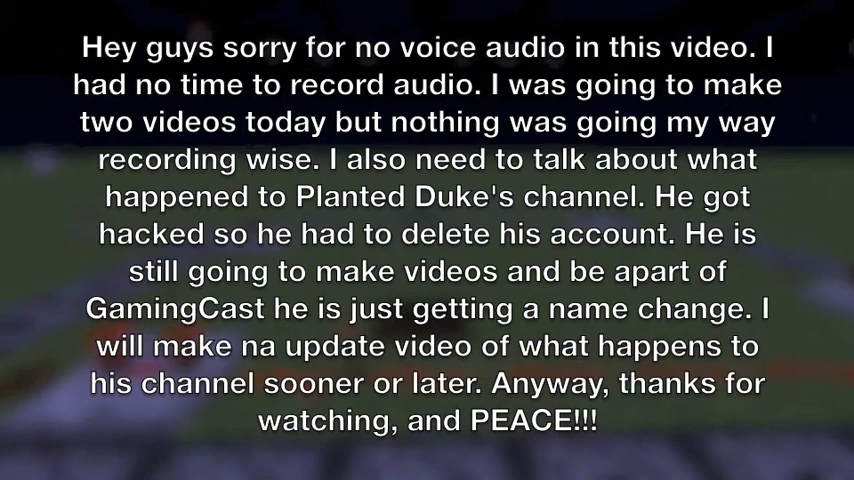 Hey guys sorry for no voice audio in this video. I
had no time to record audio. I was going to make
two videos today but nothing was going my way
recording wise. I also need to talk about what
happened to Planted Duke's channel. He got
hacked so he had to delete his account. He is
still going to make videos and be apart of
GamingCast he is just getting a name change. I
will make na update video of what happens to
his channel sooner or later. Anyway, thanks for
watching, and PEACE!!!